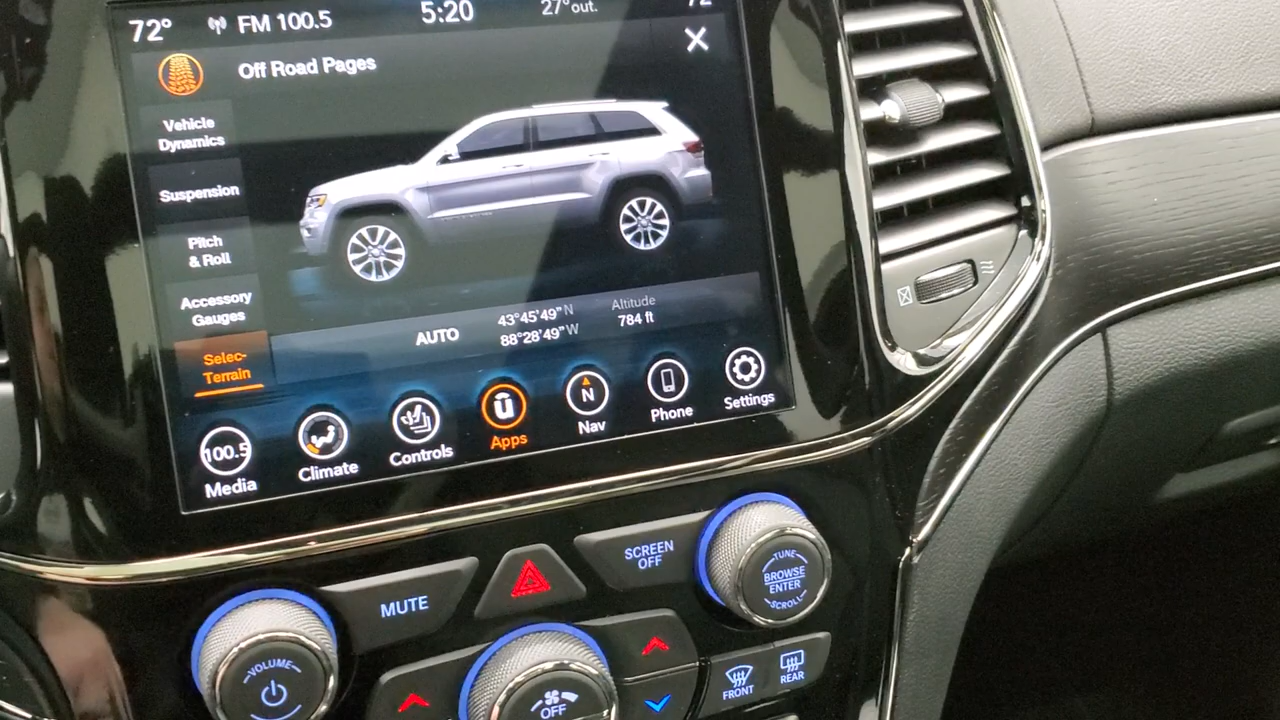 72° FM 100.5 5:20 27°out. 72
Off Road Pages
Vehicle
Dynamics
Suspension
Pitch
& Roll
Accessory
Gauges
Selec-
Terrain
AUTO
43°45'49"N
88°28'49"W
Altitude
784 ft
100.5
Media
Climate
Controls
Apps
N
Nav
Phone
Settings
MUTE
SCREEN
OFF
TUNE
BROWSE
ENTER
SCROLL
VOLUME
OFF
FRONT
REAR